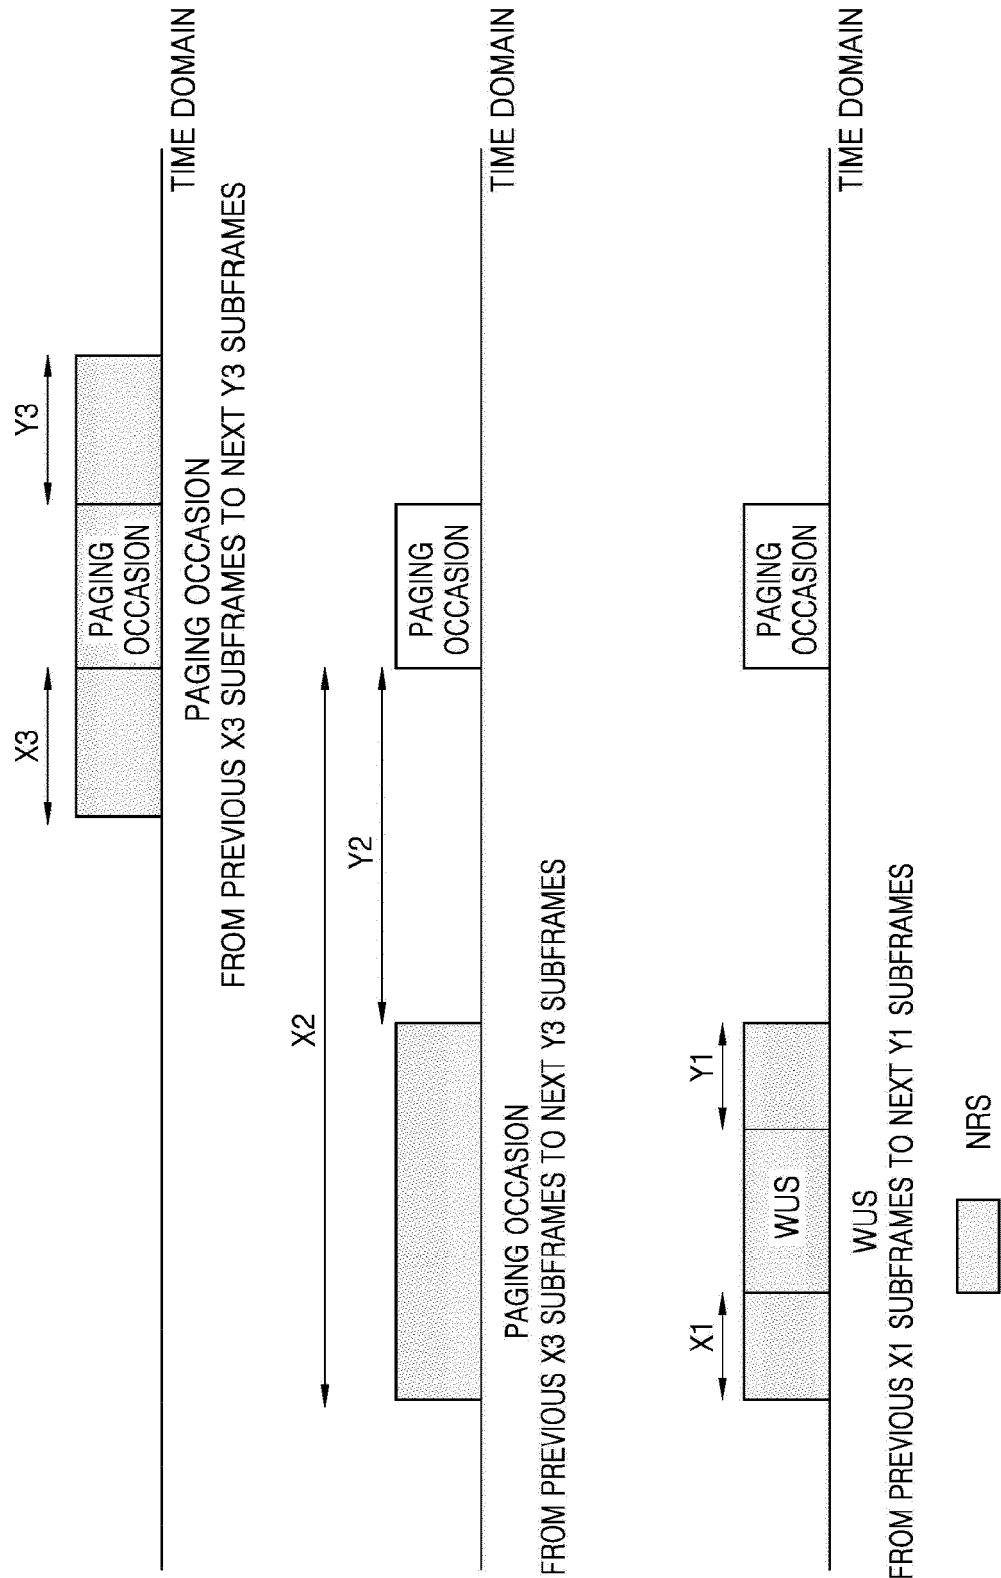 X3
Y3
PAGING
OCCASION
TIME DOMAIN
PAGING OCCASION
FROM PREVIOUS X3 SUBFRAMES TO NEXT Y3 SUBFRAMES
X2
Y2
PAGING
OCCASION
TIME DOMAIN
PAGING OCCASION
FROM PREVIOUS X3 SUBFRAMES TO NEXT Y3 SUBFRAMES
X1
Y1
WUS
PAGING
OCCASION
TIME DOMAIN
WUS
FROM PREVIOUS X1 SUBFRAMES TO NEXT Y1 SUBFRAMES
NRS